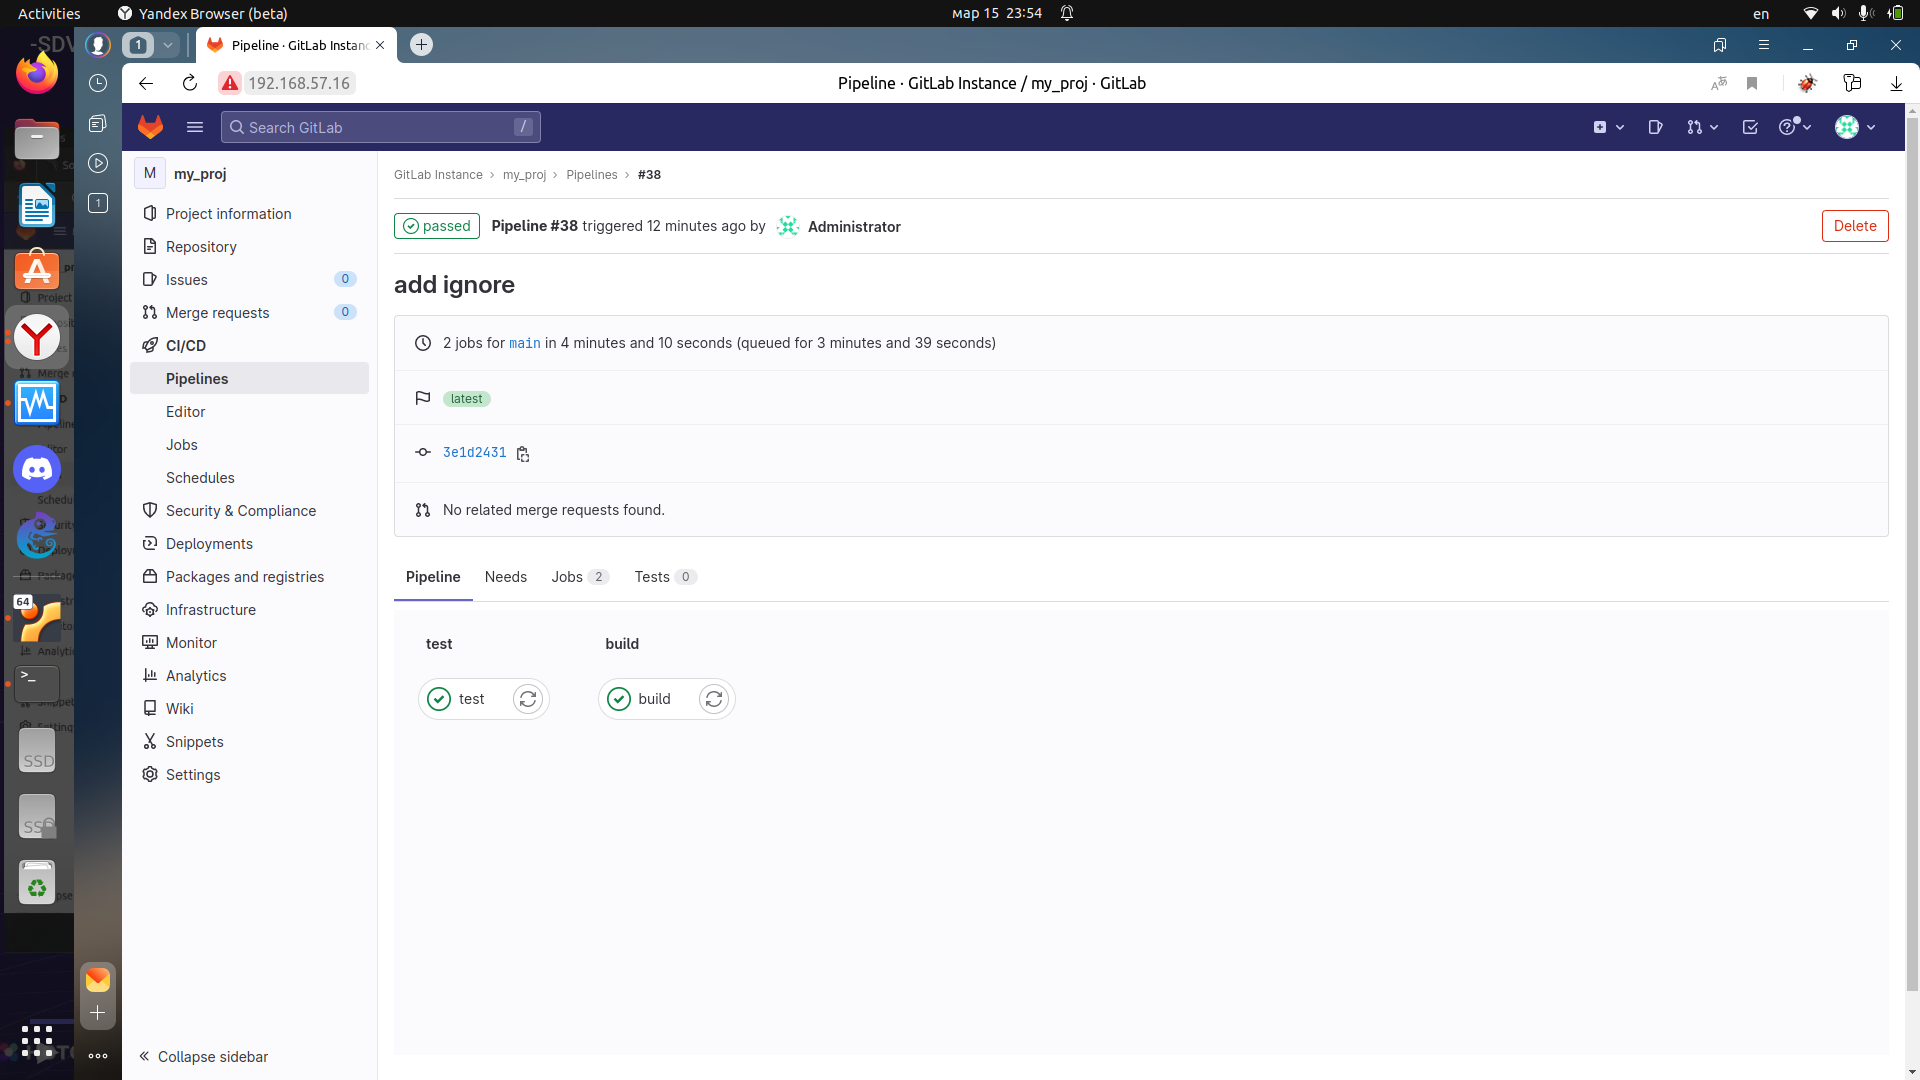 Activities
Yandex Browser (beta)
мар 15 23:54
en
1
Pipeline · GitLab Instanc
192.168.57.16
Pipeline · GitLab Instance / my_proj · GitLab
Search GitLab
/
M
my_proj
Project information
Repository
Issues
0
Merge requests
0
CI/CD
Pipelines
Editor
Jobs
Schedules
Security & Compliance
Deployments
Packages and registries
Infrastructure
Monitor
Analytics
Wiki
Snippets
Settings
Collapse sidebar
GitLab Instance › my_proj › Pipelines › #38
passed
Pipeline #38 triggered 12 minutes ago by Administrator
Delete
add ignore
2 jobs for main in 4 minutes and 10 seconds (queued for 3 minutes and 39 seconds)
latest
3e1d2431
No related merge requests found.
Pipeline
Needs
Jobs 2
Tests 0
test
build
test
build
1
64
>_
SSD